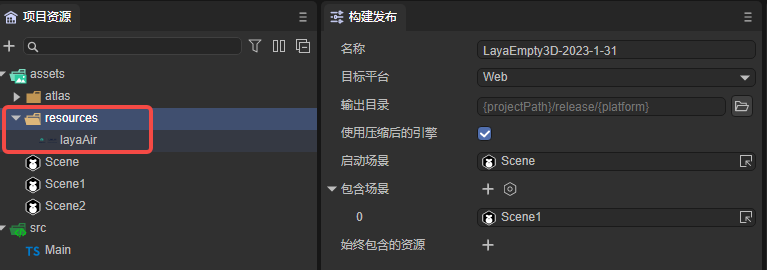 项目资源
assets
atlas
resources
layaAir
Scene
Scene1
Scene2
src
TS Main
构建发布
名称 LayaEmpty3D-2023-1-31
目标平台 Web
输出目录 {projectPath}/release/{platform}
使用压缩后的引擎
启动场景 Scene
包含场景
0 Scene1
始终包含的资源